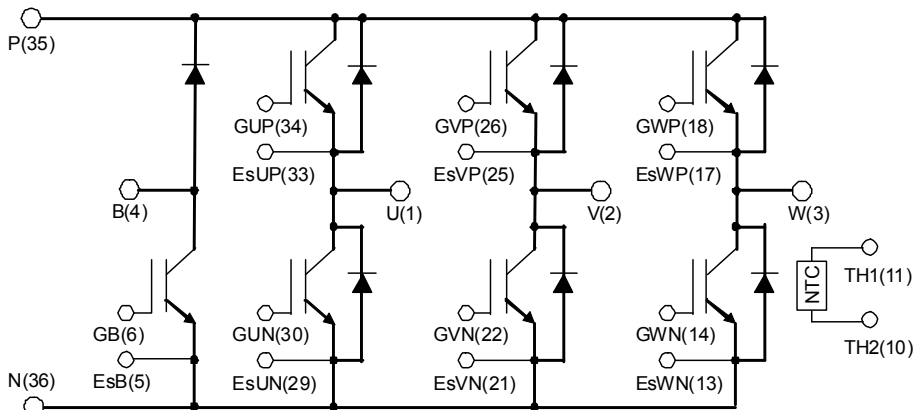 P(35)
GUP(34)
GVP(26)
GWP(18)
EsUP(33)
EsVP(25)
EsWP(17)
B(4)
U(1)
V(2)
W(3)
NTC
TH1(11)
TH2(10)
GB(6)
GUN(30)
GVN(22)
GWN(14)
N(36)
EsB(5)
EsUN(29)
EsVN(21)
EsWN(13)